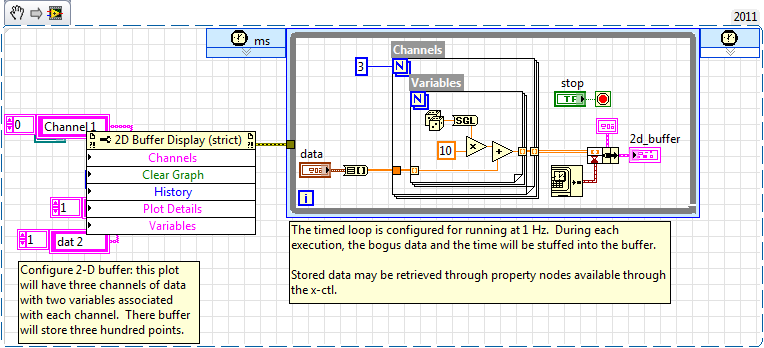 2011
ms
Channels
3
N
Variables
N
stop
TF
0
Channel 1
2D Buffer Display (strict)
Channels
Clear Graph
History
Plot Details
Variables
1
1
dat 2
SGL
10
data
2d_buffer
i
The timed loop is configured for running at 1 Hz. During each
execution, the bogus data and the time will be stuffed into the buffer.
Stored data may be retrieved through property nodes available through
the x-ctl.
Configure 2-D buffer: this plot
will have three channels of data
with two variables associated
with each channel. There buffer
will store three hundred points.